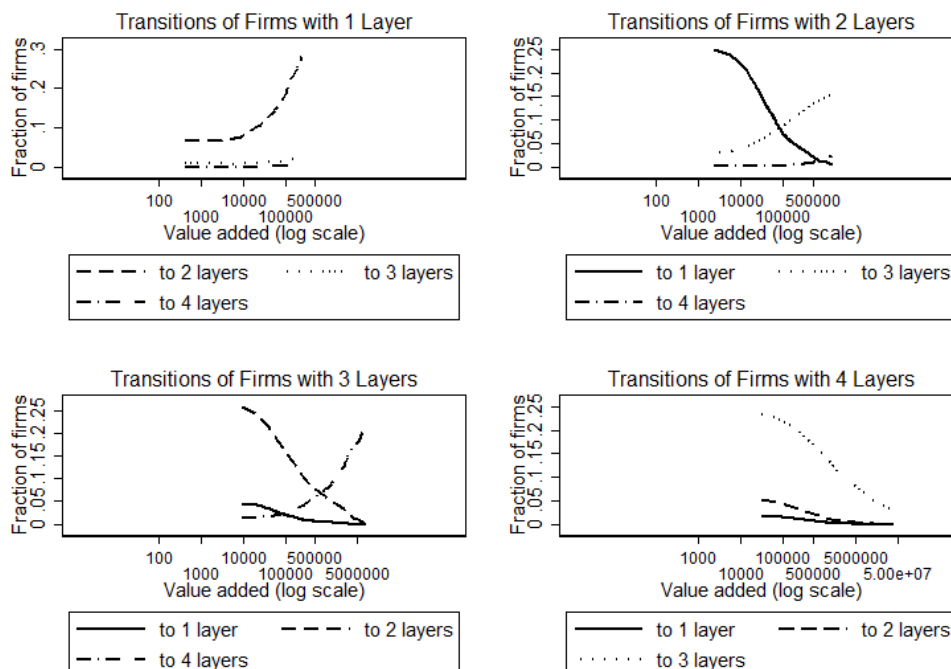 Transitions of Firms with 1 Layer
Fraction of firms
0 .1 .2 .3
100 10000 500000
1000 100000
Value added (log scale)
to 2 layers to 3 layers
to 4 layers
Transitions of Firms with 2 Layers
Fraction of firms
0 .05 .1 .15 .2 .25
100 10000 500000
1000 100000
Value added (log scale)
to 1 layer to 3 layers
to 4 layers
Transitions of Firms with 3 Layers
Fraction of firms
0 .05 .1 .15 .2 .25
100 10000 500000
1000 100000 5000000
Value added (log scale)
to 1 layer to 2 layers
to 4 layers
Transitions of Firms with 4 Layers
Fraction of firms
0 .05 .1 .15 .2 .25
1000 100000 5000000
10000 500000 5.00e+07
Value added (log scale)
to 1 layer to 2 layers
to 3 layers